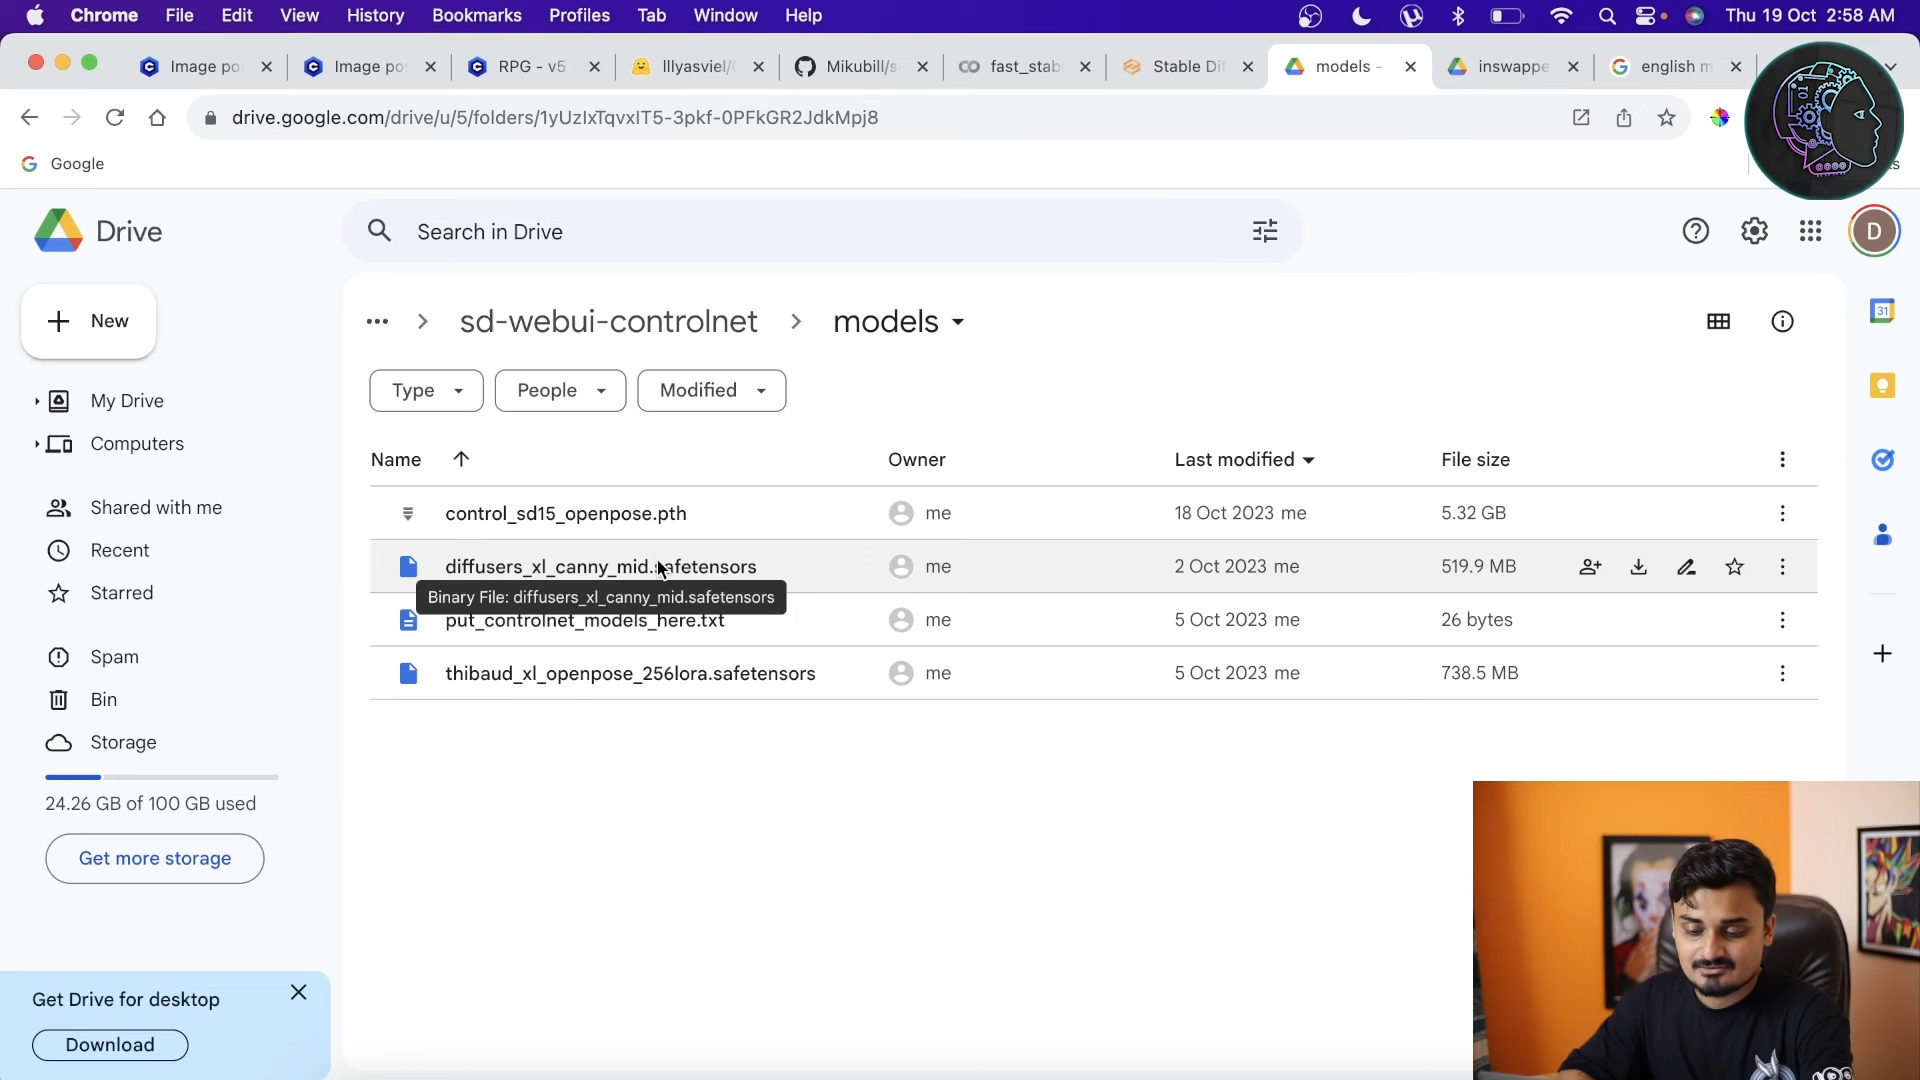 Chrome File Edit View History Bookmarks Profiles Tab Window Help Thu 19 Oct 2:58 AM
Image po Image po RPG - v5 Illyasviel/ Mikubill/s fast_stab Stable Dif models - inswappe english m
drive.google.com/drive/u/5/folders/1yUzIxTqvxIT5-3pkf-0PFkGR2JdkMpj8
Google
Drive
Search in Drive
D
New
sd-webui-controlnet models
31
Type People Modified
My Drive
Computers
Name Owner Last modified File size
Shared with me
control_sd15_openpose.pth me 18 Oct 2023 me 5.32 GB
Recent
diffusers_xl_canny_mid.safetensors me 2 Oct 2023 me 519.9 MB
Starred
Binary File: diffusers_xl_canny_mid.safetensors
put_controlnet_models_here.txt me 5 Oct 2023 me 26 bytes
Spam
thibaud_xl_openpose_256lora.safetensors me 5 Oct 2023 me 738.5 MB
Bin
Storage
24.26 GB of 100 GB used
Get more storage
Get Drive for desktop
Download